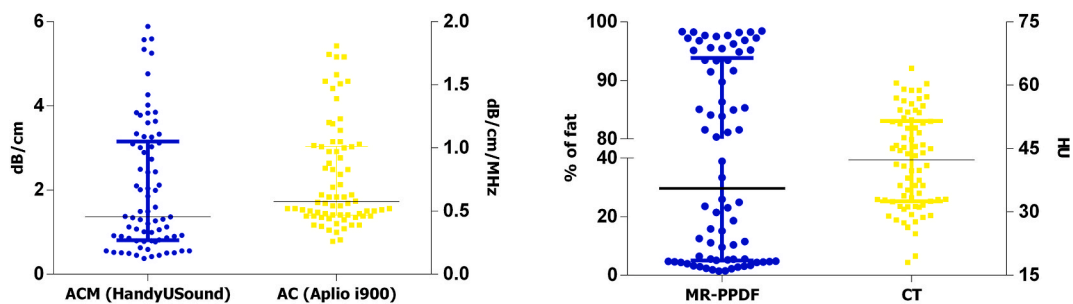 6
4
2
0
dB/cm
2.0
1.5
1.0
0.5
0.0
dB/cm/MHz
ACM (HandyUSound)
AC (Aplio i900)
100
90
80
40
20
0
% of fat
75
60
45
30
15
HU
MR-PPDF
CT